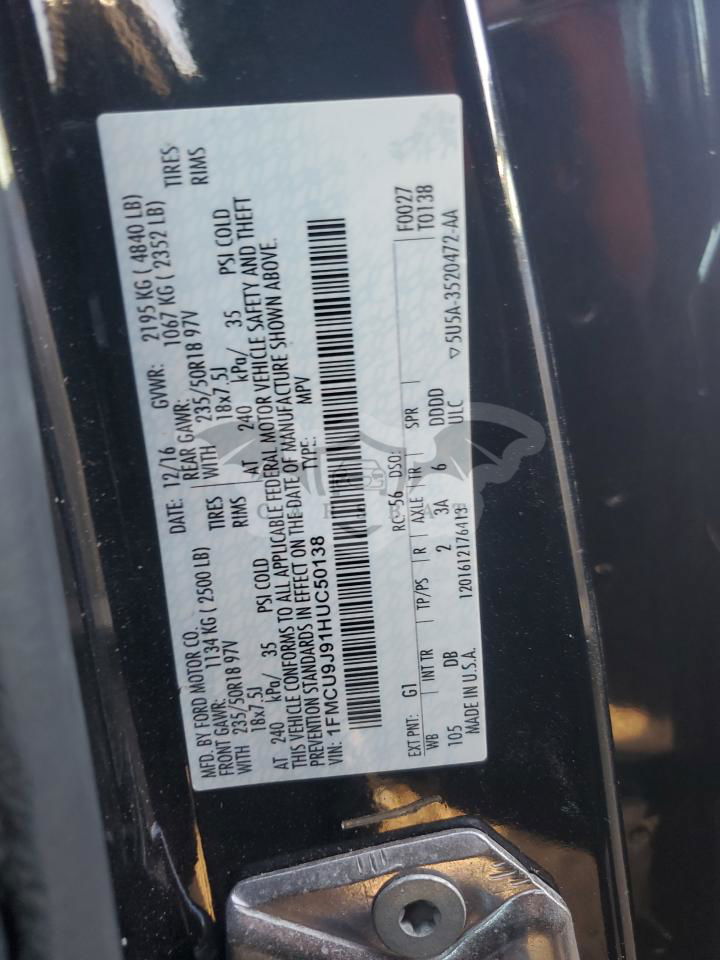 MFD. BY FORD MOTOR CO. DATE: 12/16 GVWR: 2195 KG ( 4840 LB)
FRONT GAWR: 1134 KG ( 2500 LB) REAR GAWR: 1067 KG ( 2352 LB)
WITH 235/50R18 97V TIRES WITH 235/50R18 97V TIRES
18x7.5J RIMS 18x7.5J RIMS
AT 240 kPa/ 35 PSI COLD AT 240 kPa/ 35 PSI COLD
THIS VEHICLE CONFORMS TO ALL APPLICABLE FEDERAL MOTOR VEHICLE SAFETY AND THEFT
PREVENTION STANDARDS IN EFFECT ON THE DATE OF MANUFACTURE SHOWN ABOVE.
VIN: 1FMCU9J91HUC50138 TYPE: MPV
EXT PNT: G1 RC: 56 DSO: F0027
WB INT TR TP/PS R AXLE TR SPR T0138
105 DB 2 3A 6 DDDD
MADE IN U.S.A. 1201612176413 ULC ▽5U5A-3520472-AA